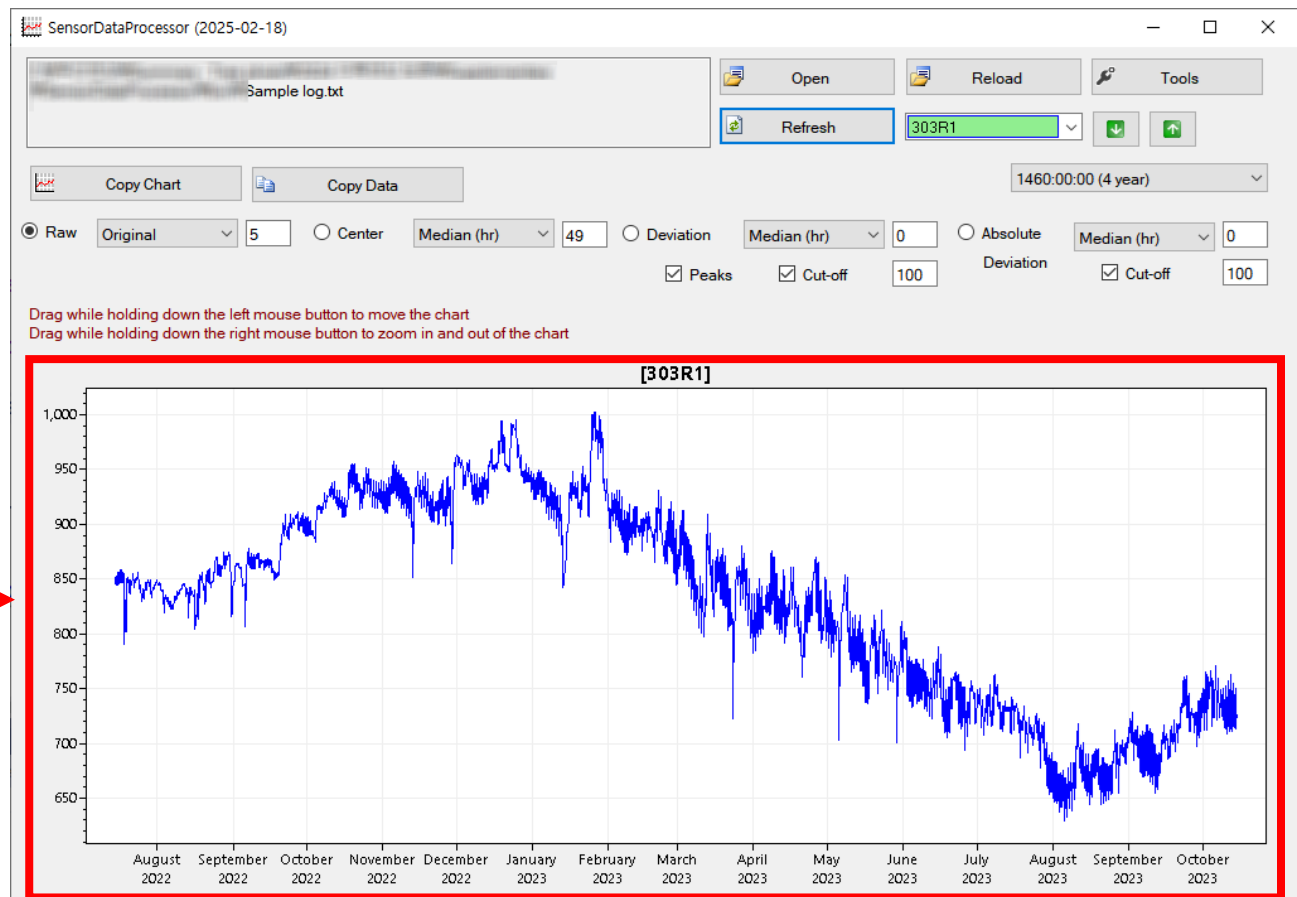 SensorDataProcessor (2025-02-18)
Sample log.txt
Open
Reload
Tools
Refresh
303R1
Copy Chart
Copy Data
1460:00:00 (4 year)
Raw Original 5 Center Median (hr) 49 Deviation Median (hr) 0 Absolute Deviation Median (hr) 0
Peaks Cut-off 100 Cut-off 100
Drag while holding down the left mouse button to move the chart
Drag while holding down the right mouse button to zoom in and out of the chart
[303R1]
1,000
950
900
850
800
750
700
650
August September October November December January February March April May June July August September October
2022 2022 2022 2022 2022 2023 2023 2023 2023 2023 2023 2023 2023 2023 2023